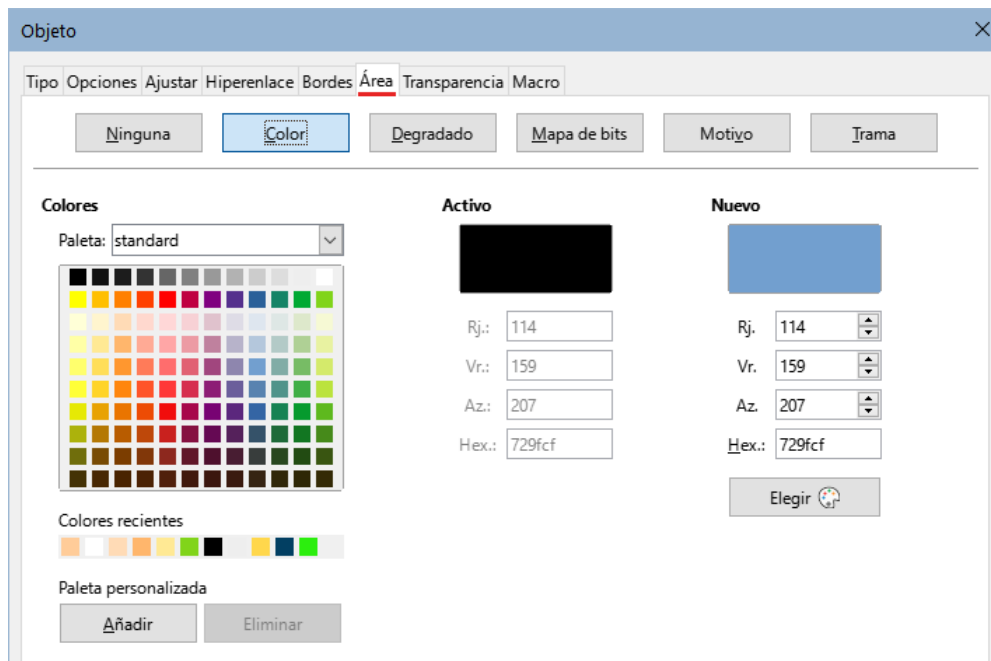 Objeto
Tipo Opciones Ajustar Hiperenlace Bordes Área Transparencia Macro
Ninguna Color Degradado Mapa de bits Motivo Trama
Colores Activo Nuevo
Paleta: standard
Rj.: 114 Rj. 114
Vr.: 159 Vr. 159
Az.: 207 Az. 207
Hex.: 729fcf Hex.: 729fcf
Elegir
Colores recientes
Paleta personalizada
Añadir Eliminar